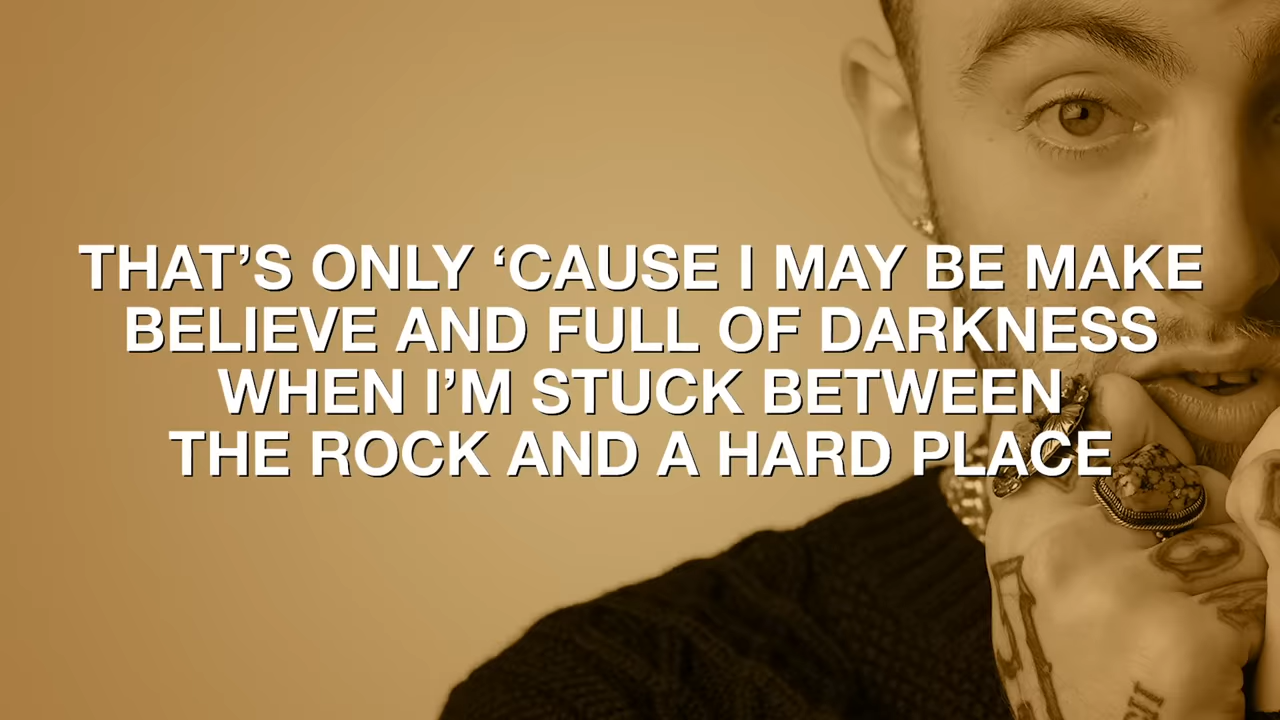 THAT’S ONLY ‘CAUSE I MAY BE MAKE
BELIEVE AND FULL OF DARKNESS
WHEN I’M STUCK BETWEEN
THE ROCK AND A HARD PLACE